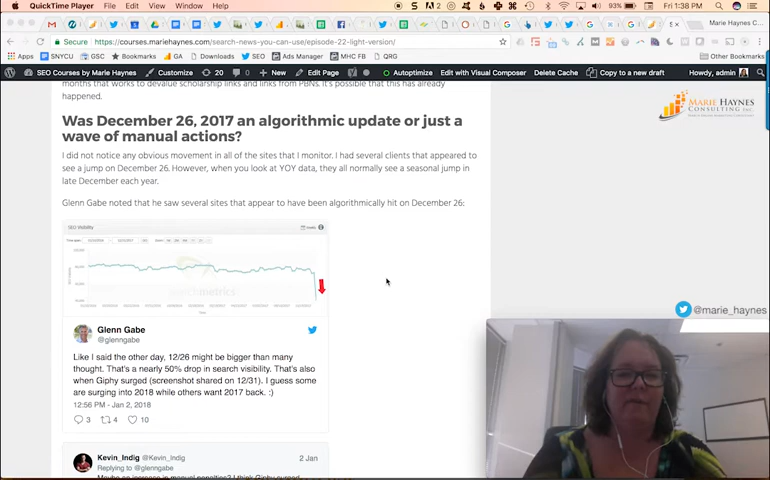 QuickTime Player File Edit View Window Help
93% Fri 1:38 PM
Marie Haynes C...
Secure https://courses.mariehaynes.com/search-news-you-can-use/episode-22-light-version/
Apps SNYCU GSC Bookmarks GA Downloads SZ SEO Ads Manager MHC FB QRG Other Bookmarks
SEO Courses by Marie Haynes Customize 20 0 New Edit Page Autoptimize Edit with Visual Composer Delete Cache Copy to a new draft Howdy, admin
months that works to devalue scholarship links and links from PBNs. It's possible that this has already
happened.
MARIE HAYNES
CONSULTING INC.
Was December 26, 2017 an algorithmic update or just a
wave of manual actions?
I did not notice any obvious movement in all of the sites that I monitor. I had several clients that appeared to
see a jump on December 26. However, when you look at YOY data, they all normally see a seasonal jump in
late December each year.
Glenn Gabe noted that he saw several sites that appear to have been algorithmically hit on December 26:
SEO Visibility
searchmetrics
@marie_haynes
Glenn Gabe
@glenngabe
Like I said the other day, 12/26 might be bigger than many
thought. That's a nearly 50% drop in search visibility. That's also
when Giphy surged (screenshot shared on 12/31). I guess some
are surging into 2018 while others want 2017 back. :)
12:56 PM - Jan 2, 2018
3 4 10
Kevin_Indig @Kevin_Indig 2 Jan
Replying to @glenngabe